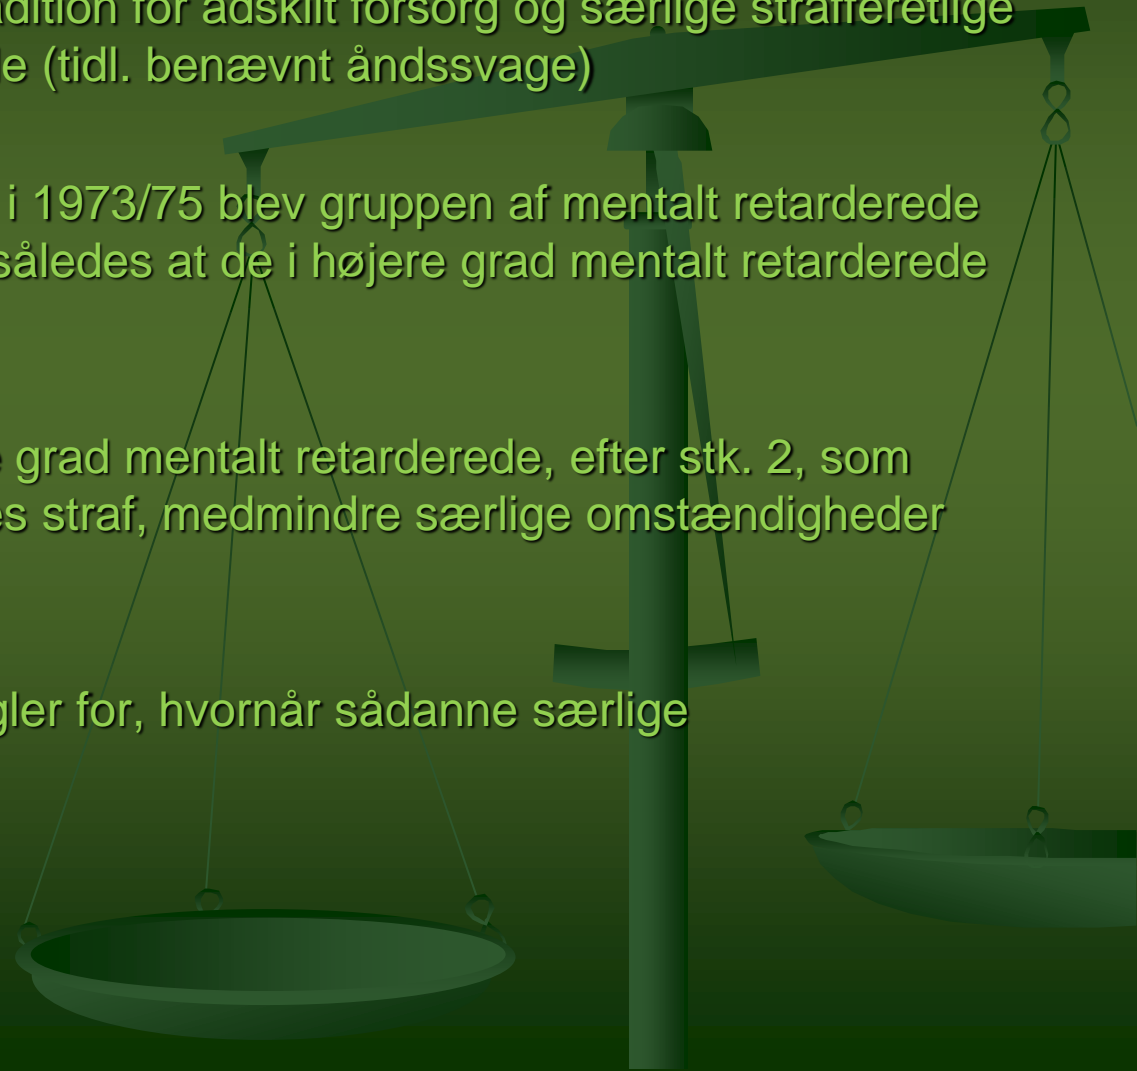 dition for adskilt forsorg og særlige strafferetlige
le (tidl. benævnt åndssvage)
i 1973/75 blev gruppen af mentalt retarderede
således at de i højere grad mentalt retarderede
grad mentalt retarderede, efter stk. 2, som
es straf, medmindre særlige omstændigheder
gler for, hvornår sådanne særlige